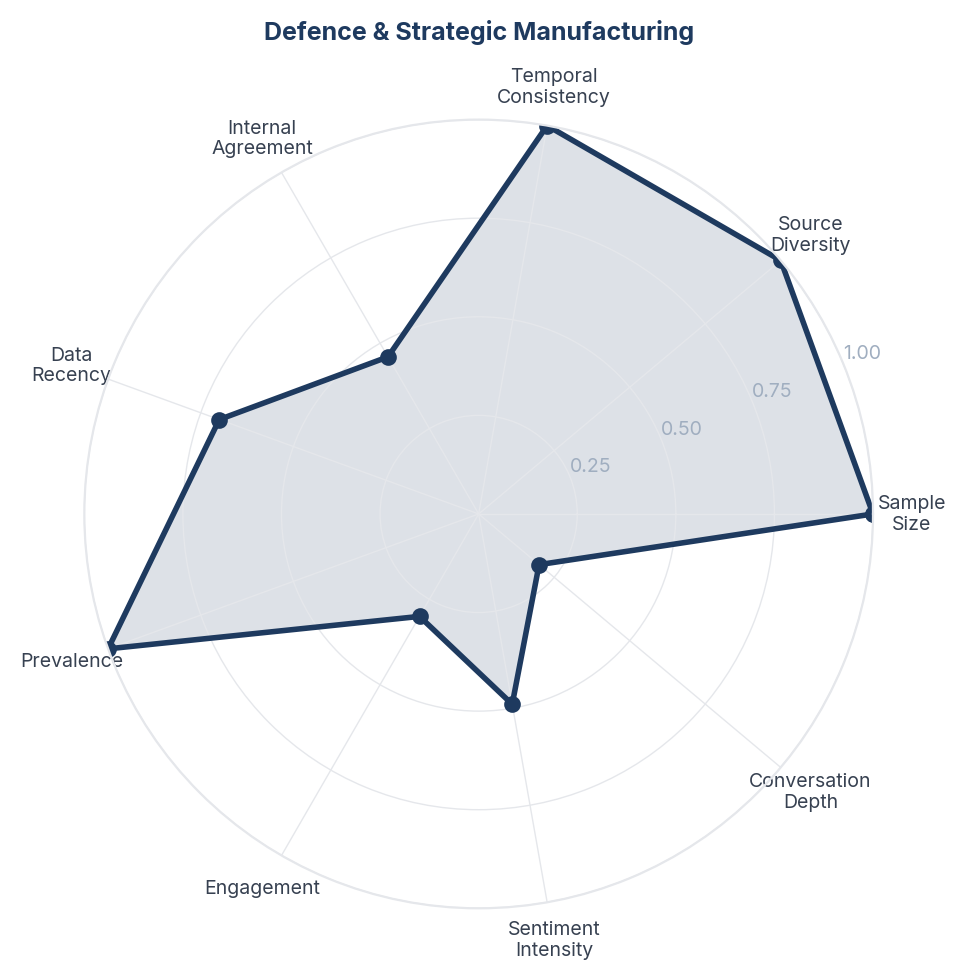 Defence & Strategic Manufacturing
Temporal
Consistency
Internal
Agreement
Source
Diversity
Data
Recency
1.00
0.75
0.50
0.25
Sample
Size
Prevalence
Conversation
Depth
Engagement
Sentiment
Intensity